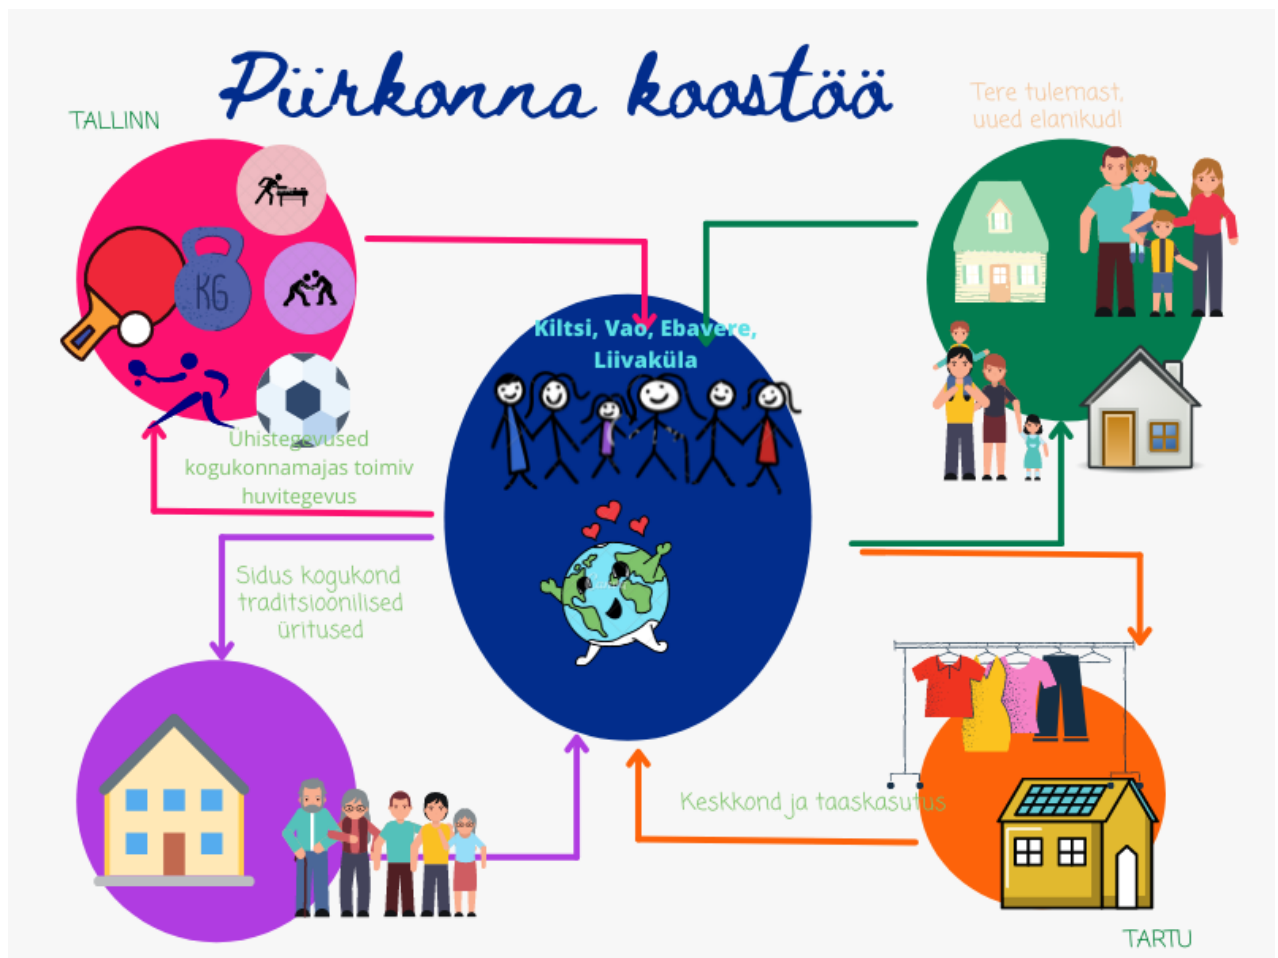 Piirkonna koostöö
TALLINN
Tere tulemast,
uued elanikud!
KG
Kiltsi, Vao, Ebavere,
Liivaküla
Ühistegevused
kogukonnamajas toimiv
huvitegevus
Sidus kogukond
traditsioonilised
üritused
Keskkond ja taaskasutus
TARTU